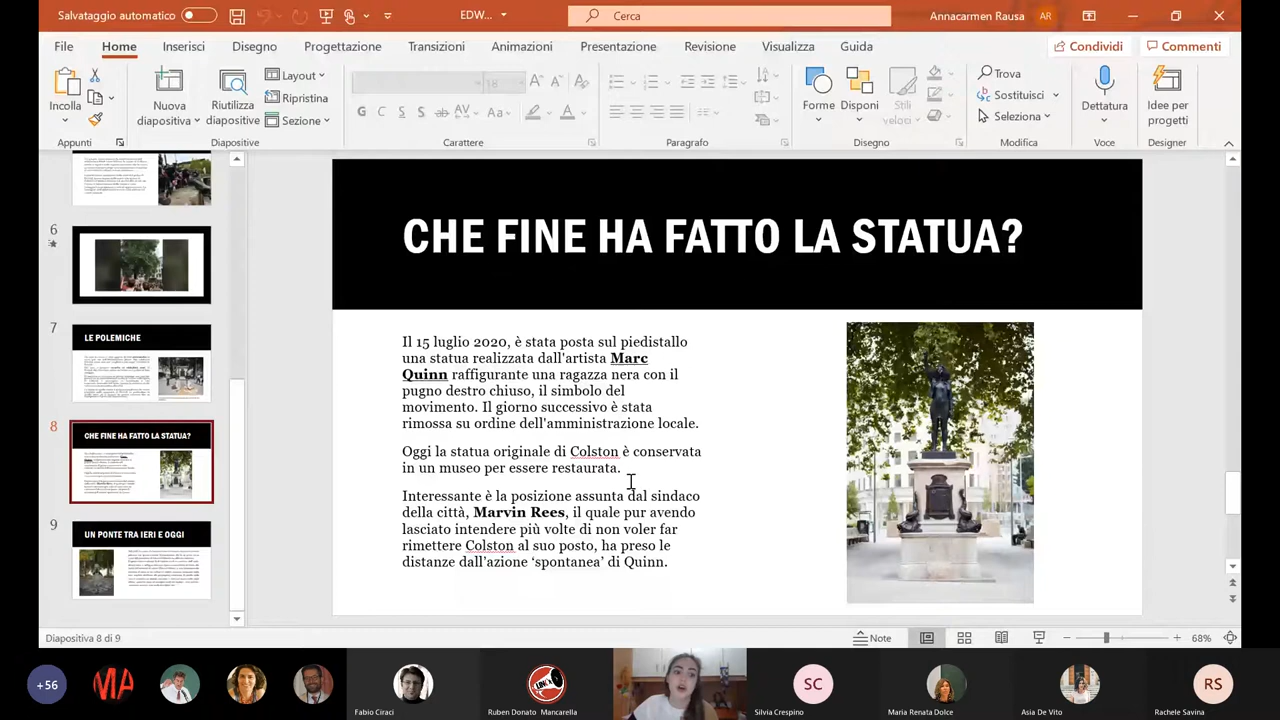 Salvataggio automatico
EDW...
Cerca
Annacarmen Rausa
AR
File
Home
Inserisci
Disegno
Progettazione
Transizioni
Animazioni
Presentazione
Revisione
Visualizza
Guida
Condividi
Commenti
Incolla
Nuova
diapositiva
Riutilizza
diapositive
Layout
Ripristina
Sezione
18
G C S S ab AV Aa
Forme
Disponi
Stili
veloci
Trova
Sostituisci
Seleziona
Dettatura
Idee per
progetti
Appunti
Diapositive
Carattere
Paragrafo
Disegno
Modifica
Voce
Designer
6
7
LE POLEMICHE
8
CHE FINE HA FATTO LA STATUA?
9
UN PONTE TRA IERI E OGGI
CHE FINE HA FATTO LA STATUA?
Il 15 luglio 2020, è stata posta sul piedistallo
una statua realizzata dall'artista Marc
Quinn raffigurante una ragazza nera con il
pugno destro chiuso, il simbolo del
movimento. Il giorno successivo è stata
rimossa su ordine dell'amministrazione locale.
Oggi la statua originale di Colston è conservata
in un museo per essere restaurata.
Interessante è la posizione assunta dal sindaco
della città, Marvin Rees, il quale pur avendo
lasciato intendere più volte di non voler far
rimettere Colston al suo posto, ha preso le
distanze dall'azione 'spontanea' di Quinn.
Diapositiva 8 di 9
Note
68%
+56
MA
Fabio Ciraci
Ruben Donato Mancarella
SC
Silvia Crespino
Maria Renata Dolce
Asia De Vito
RS
Rachele Savina